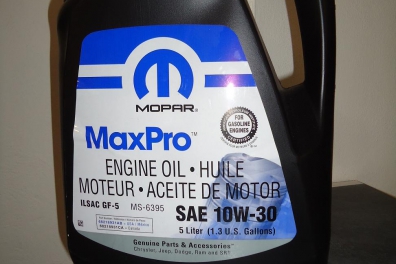 MOPAR®
MaxPro™
FOR
GASOLINE
ENGINES
ENGINE OIL • HUILE
MOTEUR • ACEITE DE MOTOR
ILSAC GF-5 MS-6395
SAE 10W-30
5 Liter (1.3 U.S. Gallons)
Genuine Parts & Accessories
Chrysler, Jeep, Dodge, Ram and SRT